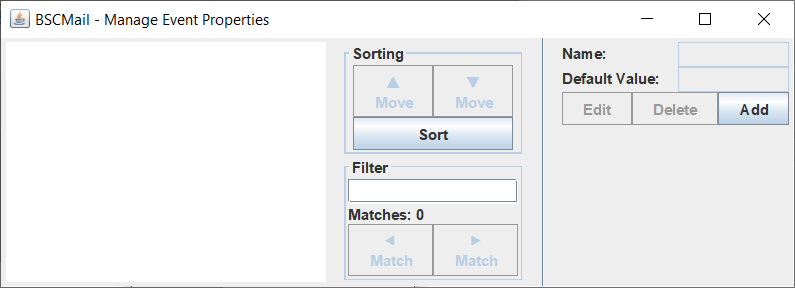 BSCMail - Manage Event Properties
Sorting
Move Move
Sort
Filter
Matches: 0
Match Match
Name:
Default Value:
Edit Delete Add